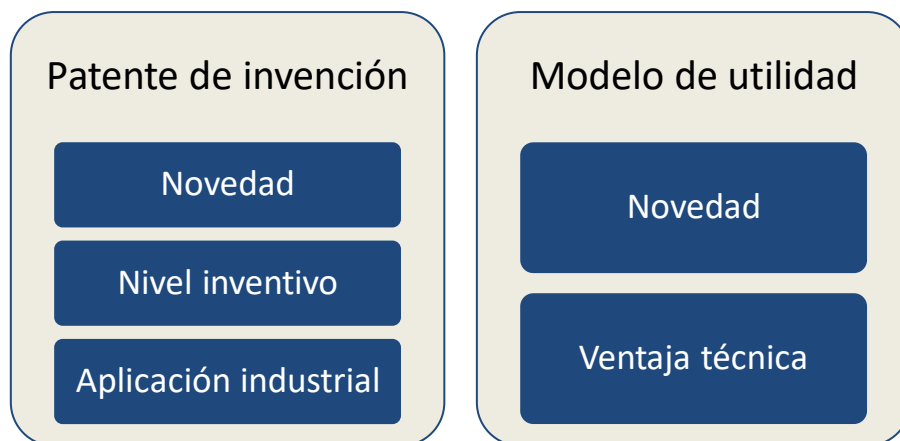 Patente de invención
Novedad
Nivel inventivo
Aplicación industrial
Modelo de utilidad
Novedad
Ventaja técnica